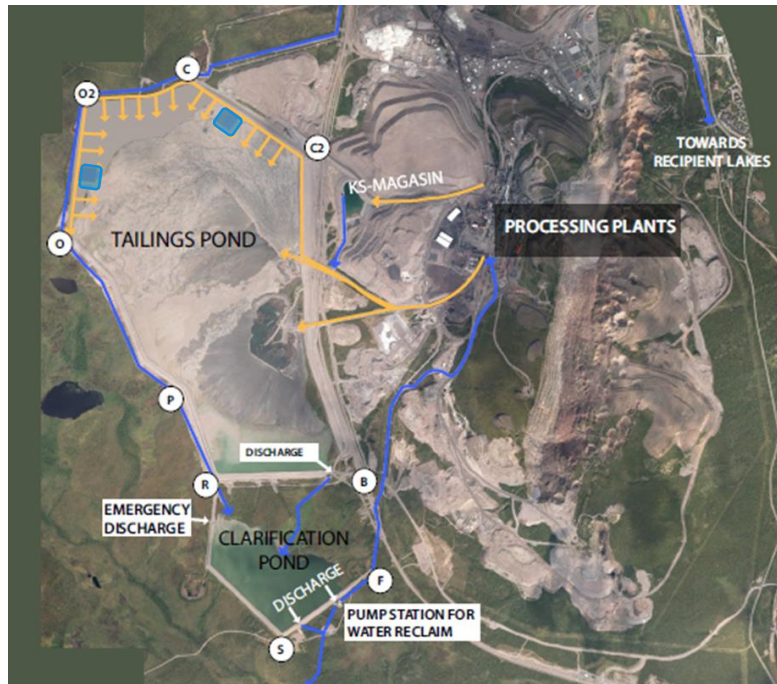 C
O2
C2
TOWARDS
RECIPIENT LAKES
KS-MAGASIN
PROCESSING PLANTS
TAILINGS POND
O
P
DISCHARGE
R
B
EMERGENCY
DISCHARGE
CLARIFICATION
POND
DISCHARGE
F
PUMP STATION FOR
WATER RECLAIM
S